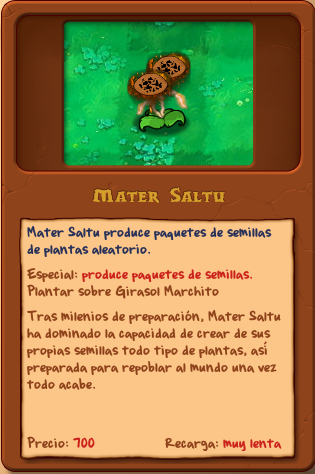 Mater Saltu
Mater Saltu produce paquetes de semillas
de plantas aleatorio.
Especial: produce paquetes de semillas.
Plantar sobre Girasol Marchito
Tras milenios de preparación, Mater Saltu
ha dominado la capacidad de crear de sus
propias semillas todo tipo de plantas, así
preparada para repoblar al mundo una vez
todo acabe.
Precio: 700 Recarga: muy lenta